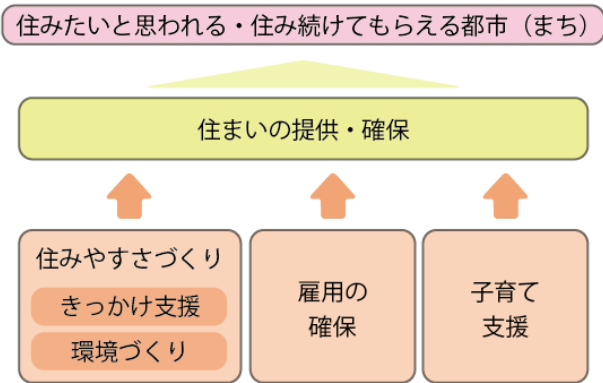 住みたいと思われる・住み続けてもらえる都市（まち）
住まいの提供・確保
住みやすさづくり
きっかけ支援
環境づくり
雇用の
確保
子育て
支援